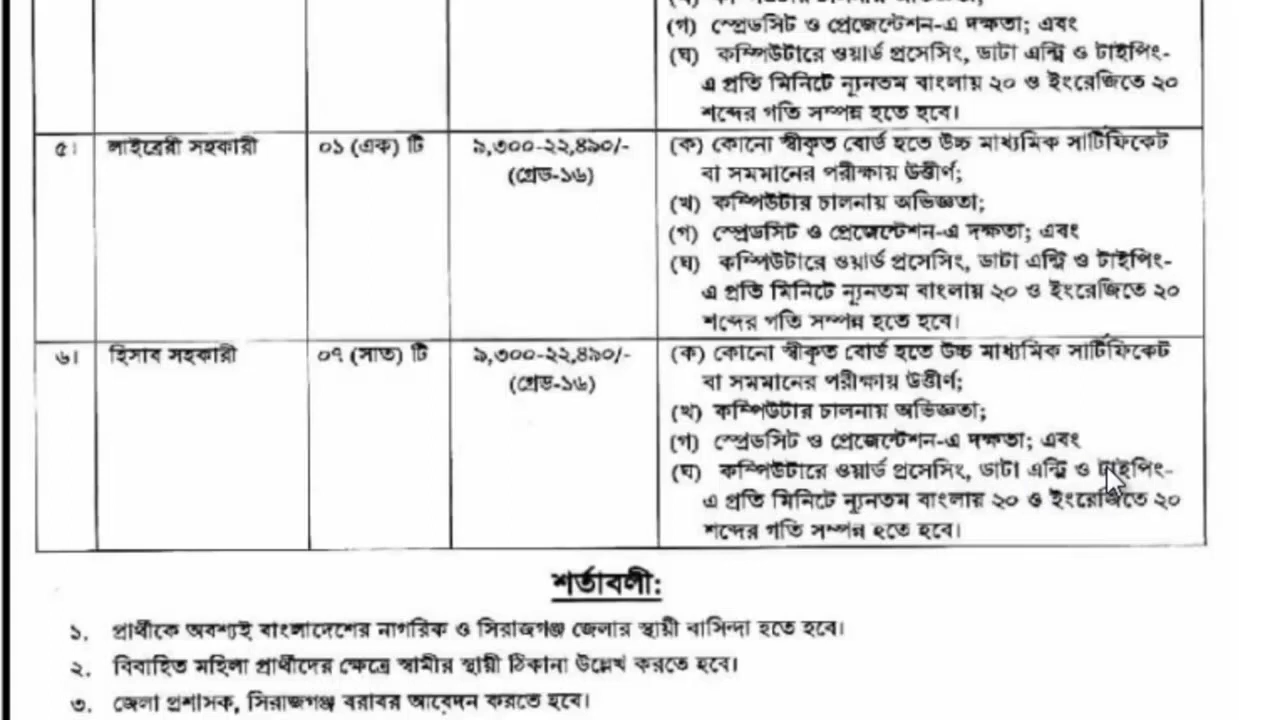 (গ) স্প্রেডসিট ও প্রেজেন্টেশন-এ দক্ষতা; এবং
(ঘ) কম্পিউটারে ওয়ার্ড প্রসেসিং, ডাটা এন্ট্রি ও টাইপিং-
এ প্রতি মিনিটে ন্যূনতম বাংলায় ২০ ও ইংরেজিতে ২০
শব্দের গতি সম্পন্ন হতে হবে।
৫। লাইব্রেরী সহকারী ০১ (এক) টি ৯,৩০০-২২,৪৯০/- (ক) কোনো স্বীকৃত বোর্ড হতে উচ্চ মাধ্যমিক সার্টিফিকেট
(গ্রেড-১৬) বা সমমানের পরীক্ষায় উত্তীর্ণ;
(খ) কম্পিউটার চালনায় অভিজ্ঞতা;
(গ) স্প্রেডসিট ও প্রেজেন্টেশন-এ দক্ষতা; এবং
(ঘ) কম্পিউটারে ওয়ার্ড প্রসেসিং, ডাটা এন্ট্রি ও টাইপিং-
এ প্রতি মিনিটে ন্যূনতম বাংলায় ২০ ও ইংরেজিতে ২০
শব্দের গতি সম্পন্ন হতে হবে।
৬। হিসাব সহকারী ০৭ (সাত) টি ৯,৩০০-২২,৪৯০/- (ক) কোনো স্বীকৃত বোর্ড হতে উচ্চ মাধ্যমিক সার্টিফিকেট
(গ্রেড-১৬) বা সমমানের পরীক্ষায় উত্তীর্ণ;
(খ) কম্পিউটার চালনায় অভিজ্ঞতা;
(গ) স্প্রেডসিট ও প্রেজেন্টেশন-এ দক্ষতা; এবং
(ঘ) কম্পিউটারে ওয়ার্ড প্রসেসিং, ডাটা এন্ট্রি ও টাইপিং-
এ প্রতি মিনিটে ন্যূনতম বাংলায় ২০ ও ইংরেজিতে ২০
শব্দের গতি সম্পন্ন হতে হবে।
শর্তাবলী:
১. প্রার্থীকে অবশ্যই বাংলাদেশের নাগরিক ও সিরাজগঞ্জ জেলার স্থায়ী বাসিন্দা হতে হবে।
২. বিবাহিত মহিলা প্রার্থীদের ক্ষেত্রে স্বামীর স্থায়ী ঠিকানা উল্লেখ করতে হবে।
৩. জেলা প্রশাসক, সিরাজগঞ্জ বরাবর আবেদন করতে হবে।